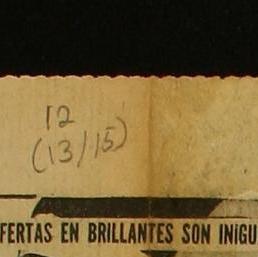 12
(13/15)
FERTAS EN BRILLANTES SON INIGU